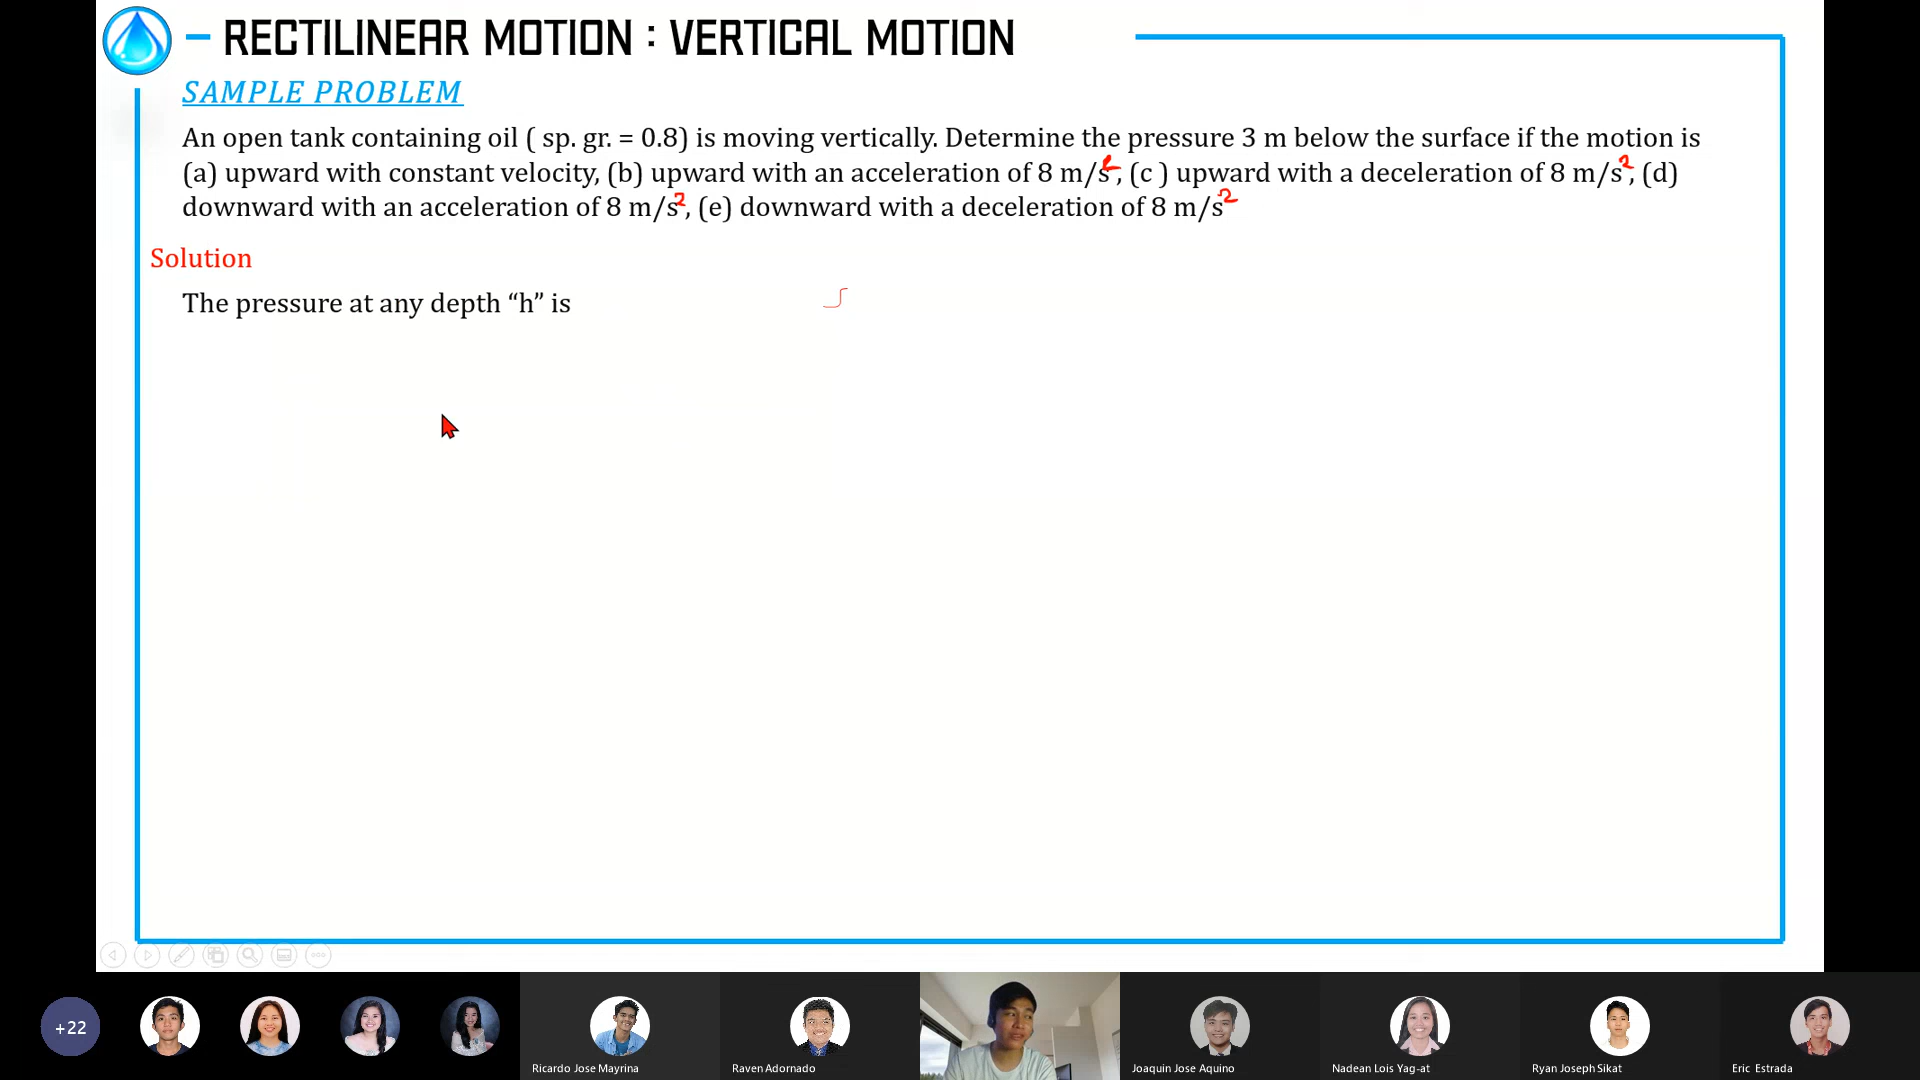 RECTILINEAR MOTION : VERTICAL MOTION
SAMPLE PROBLEM
An open tank containing oil ( sp. gr. = 0.8) is moving vertically. Determine the pressure 3 m below the surface if the motion is
(a) upward with constant velocity, (b) upward with an acceleration of 8 m/s², (c ) upward with a deceleration of 8 m/s², (d)
downward with an acceleration of 8 m/s², (e) downward with a deceleration of 8 m/s²
Solution
The pressure at any depth “h” is
+22
Ricardo Jose Mayrina
Raven Adornado
Joaquin Jose Aquino
Nadean Lois Yag-at
Ryan Joseph Sikat
Eric Estrada